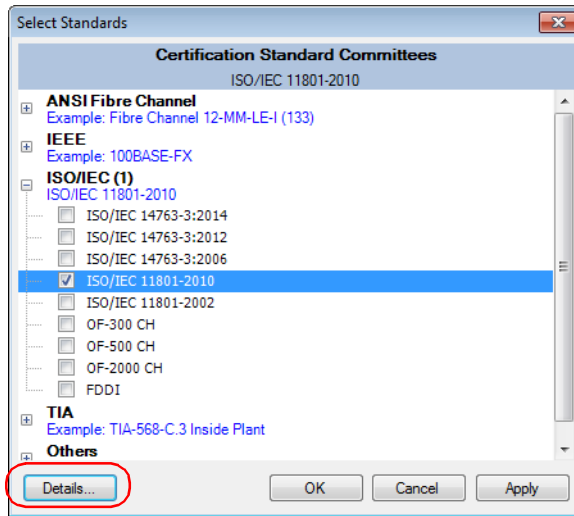 Select Standards
Certification Standard Committees
ISO/IEC 11801-2010
ANSI Fibre Channel
Example: Fibre Channel 12-MM-LE-I (133)
IEEE
Example: 100BASE-FX
ISO/IEC (1)
ISO/IEC 11801-2010
ISO/IEC 14763-3:2014
ISO/IEC 14763-3:2012
ISO/IEC 14763-3:2006
ISO/IEC 11801-2010
ISO/IEC 11801-2002
OF-300 CH
OF-500 CH
OF-2000 CH
FDDI
TIA
Example: TIA-568-C.3 Inside Plant
Others
Details... OK Cancel Apply